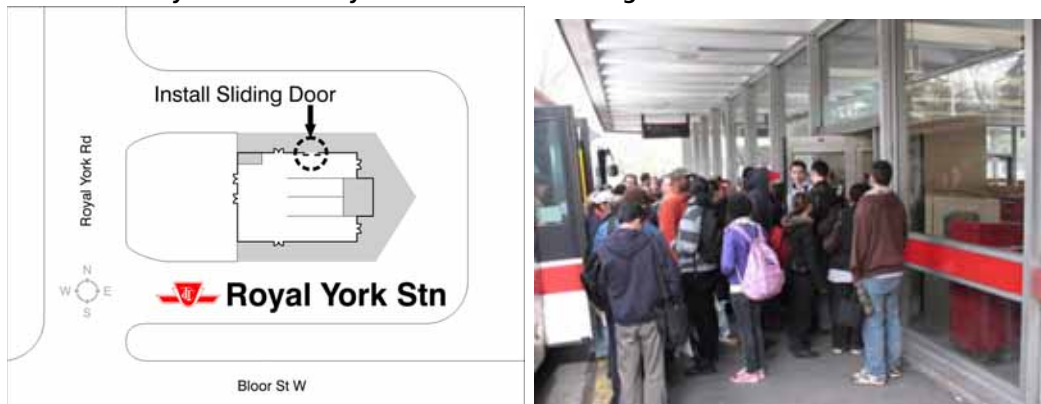 Install Sliding Door
Royal York Rd
N
W E
S
Royal York Stn
Bloor St W